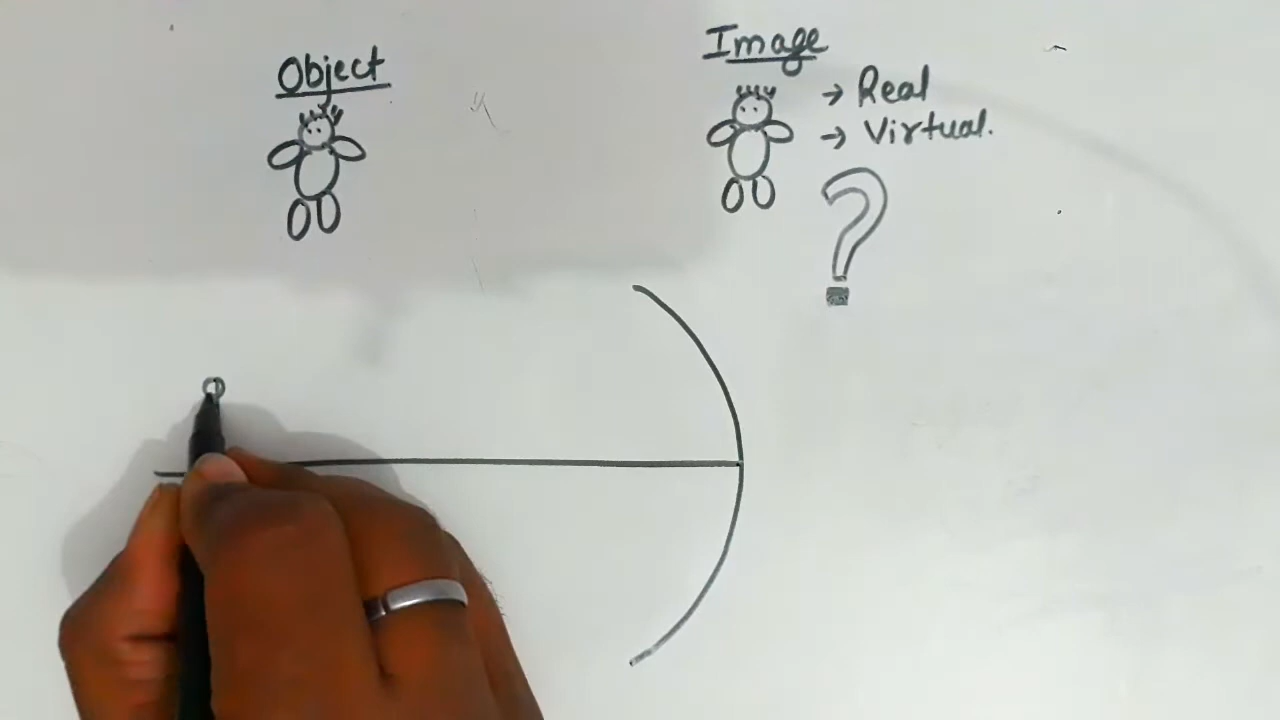 Object
Image
→ Real
→ Virtual.
?